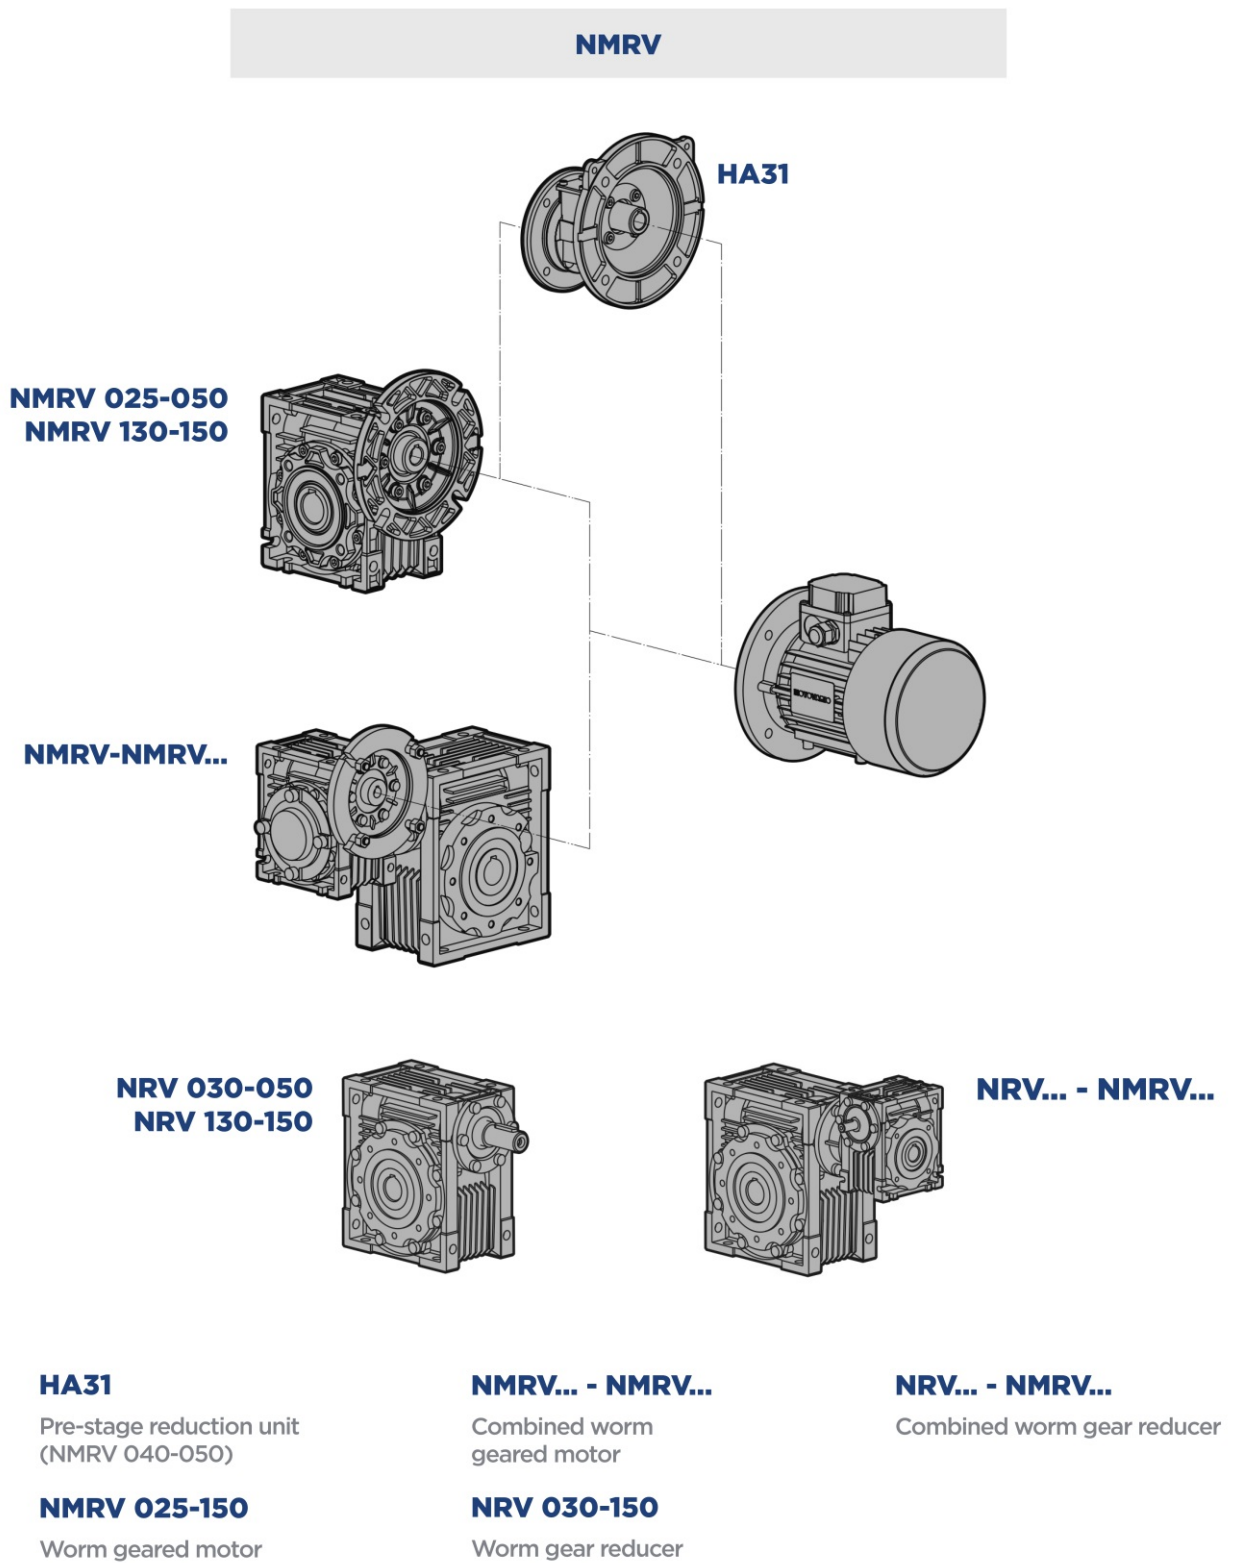 NMRV
HA31
NMRV 025-050
NMRV 130-150
NMRV-NMRV...
NRV 030-050
NRV 130-150
NRV... - NMRV...
HA31
Pre-stage reduction unit
(NMRV 040-050)
NMRV 025-150
Worm geared motor
NMRV... - NMRV...
Combined worm
geared motor
NRV 030-150
Worm gear reducer
NRV... - NMRV...
Combined worm gear reducer